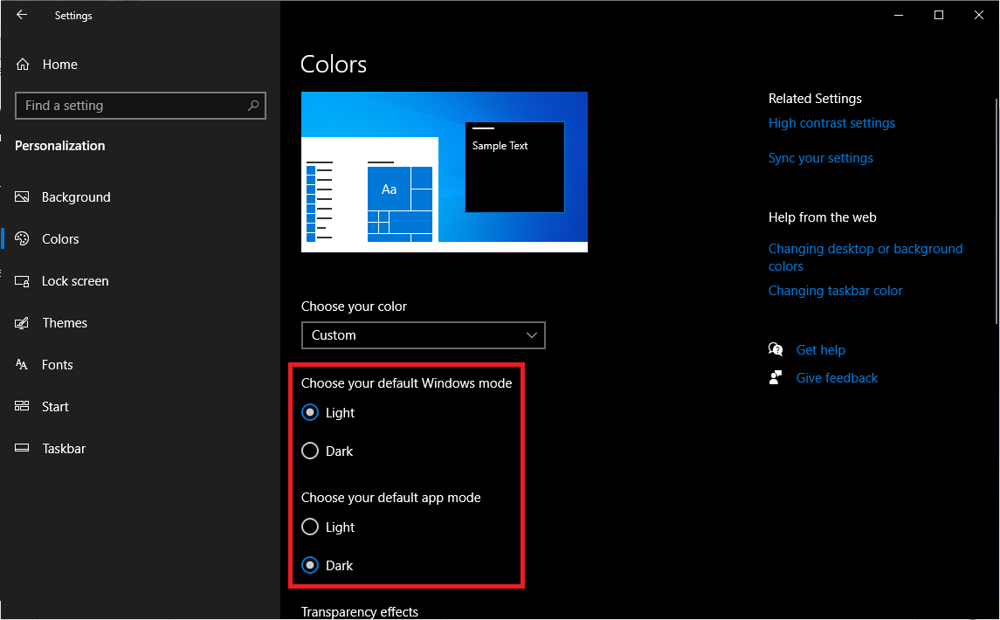 Settings
Home
Find a setting
Personalization
Background
Colors
Lock screen
Themes
Fonts
Start
Taskbar
Colors
Sample Text
Aa
Choose your color
Custom
Choose your default Windows mode
Light
Dark
Choose your default app mode
Light
Dark
Transparency effects
Related Settings
High contrast settings
Sync your settings
Help from the web
Changing desktop or background
colors
Changing taskbar color
Get help
Give feedback